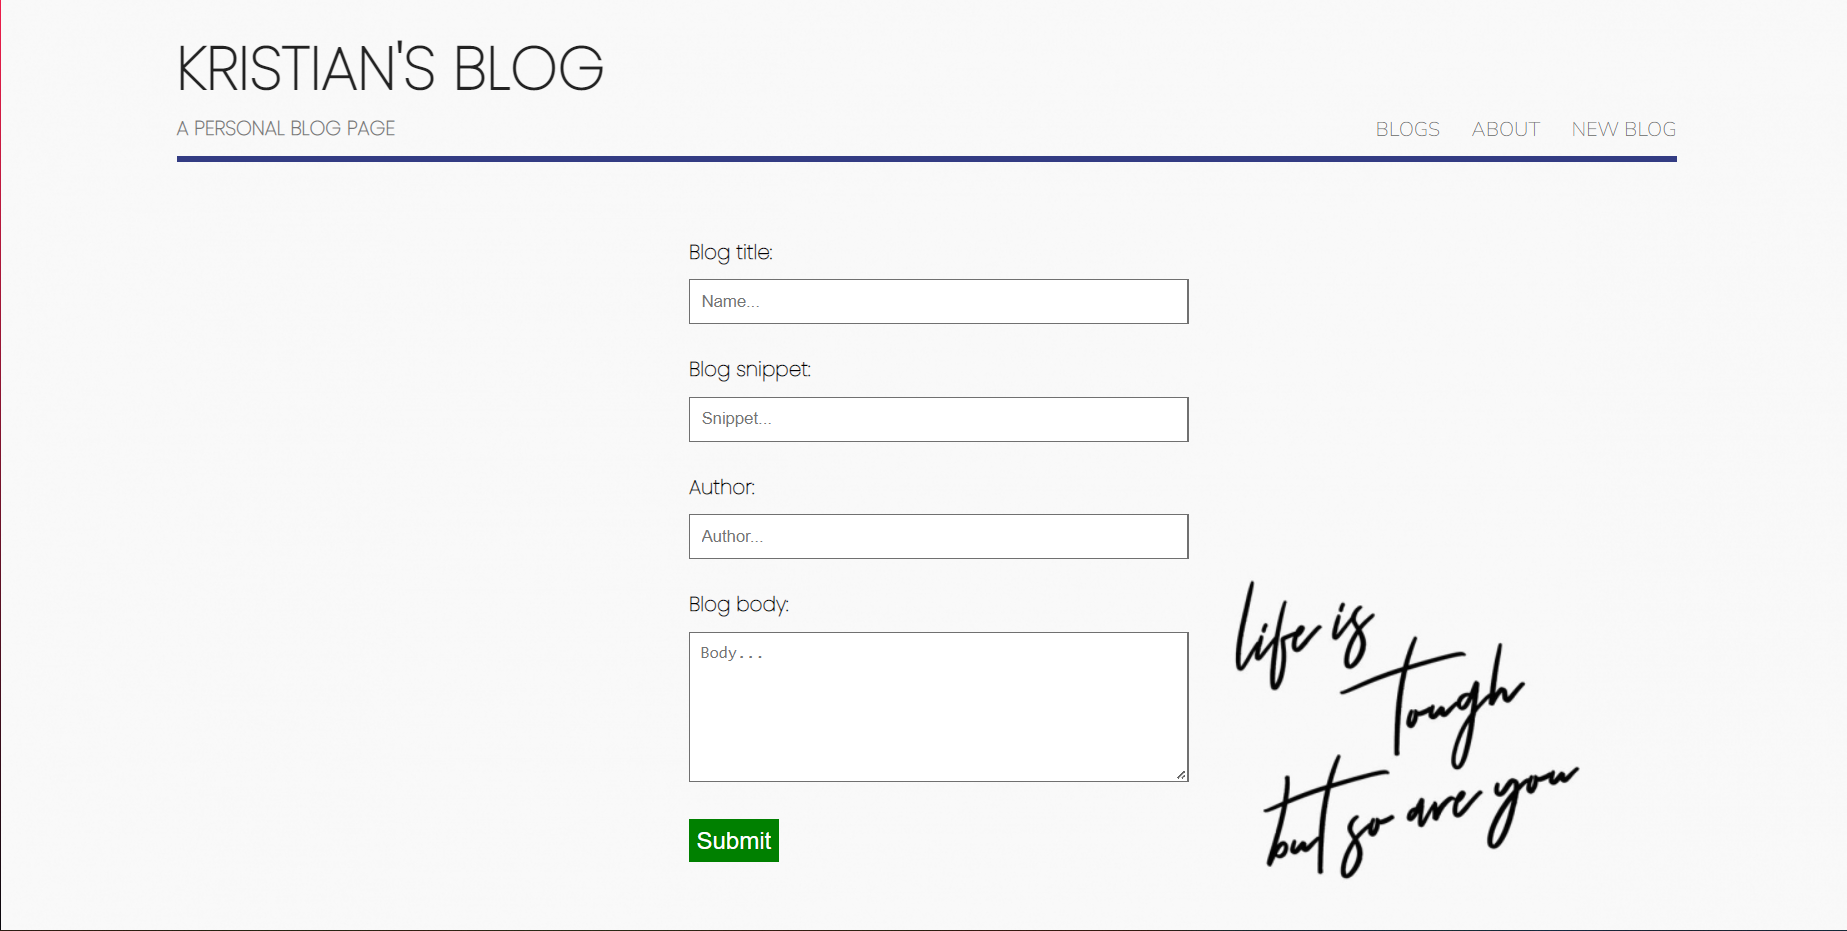 KRISTIAN'S BLOG
A PERSONAL BLOG PAGE
BLOGS ABOUT NEW BLOG
Blog title:
Name...
Blog snippet:
Snippet...
Author:
Author...
Blog body:
Body...
Submit
life is
tough
but so are you